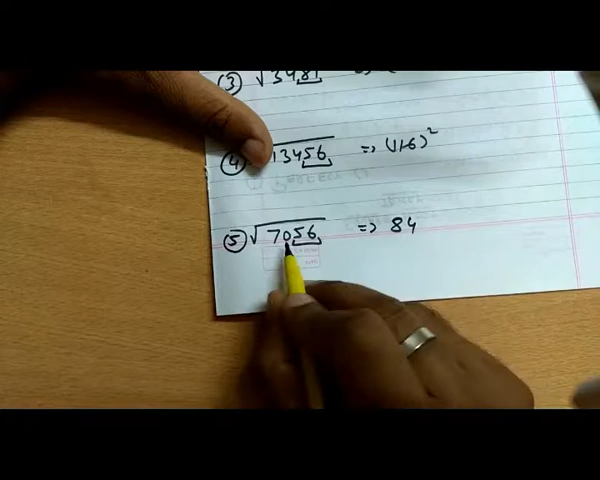 (3) √3481 =>
(4) √13456 => (116)²
(5) √7056 => 84